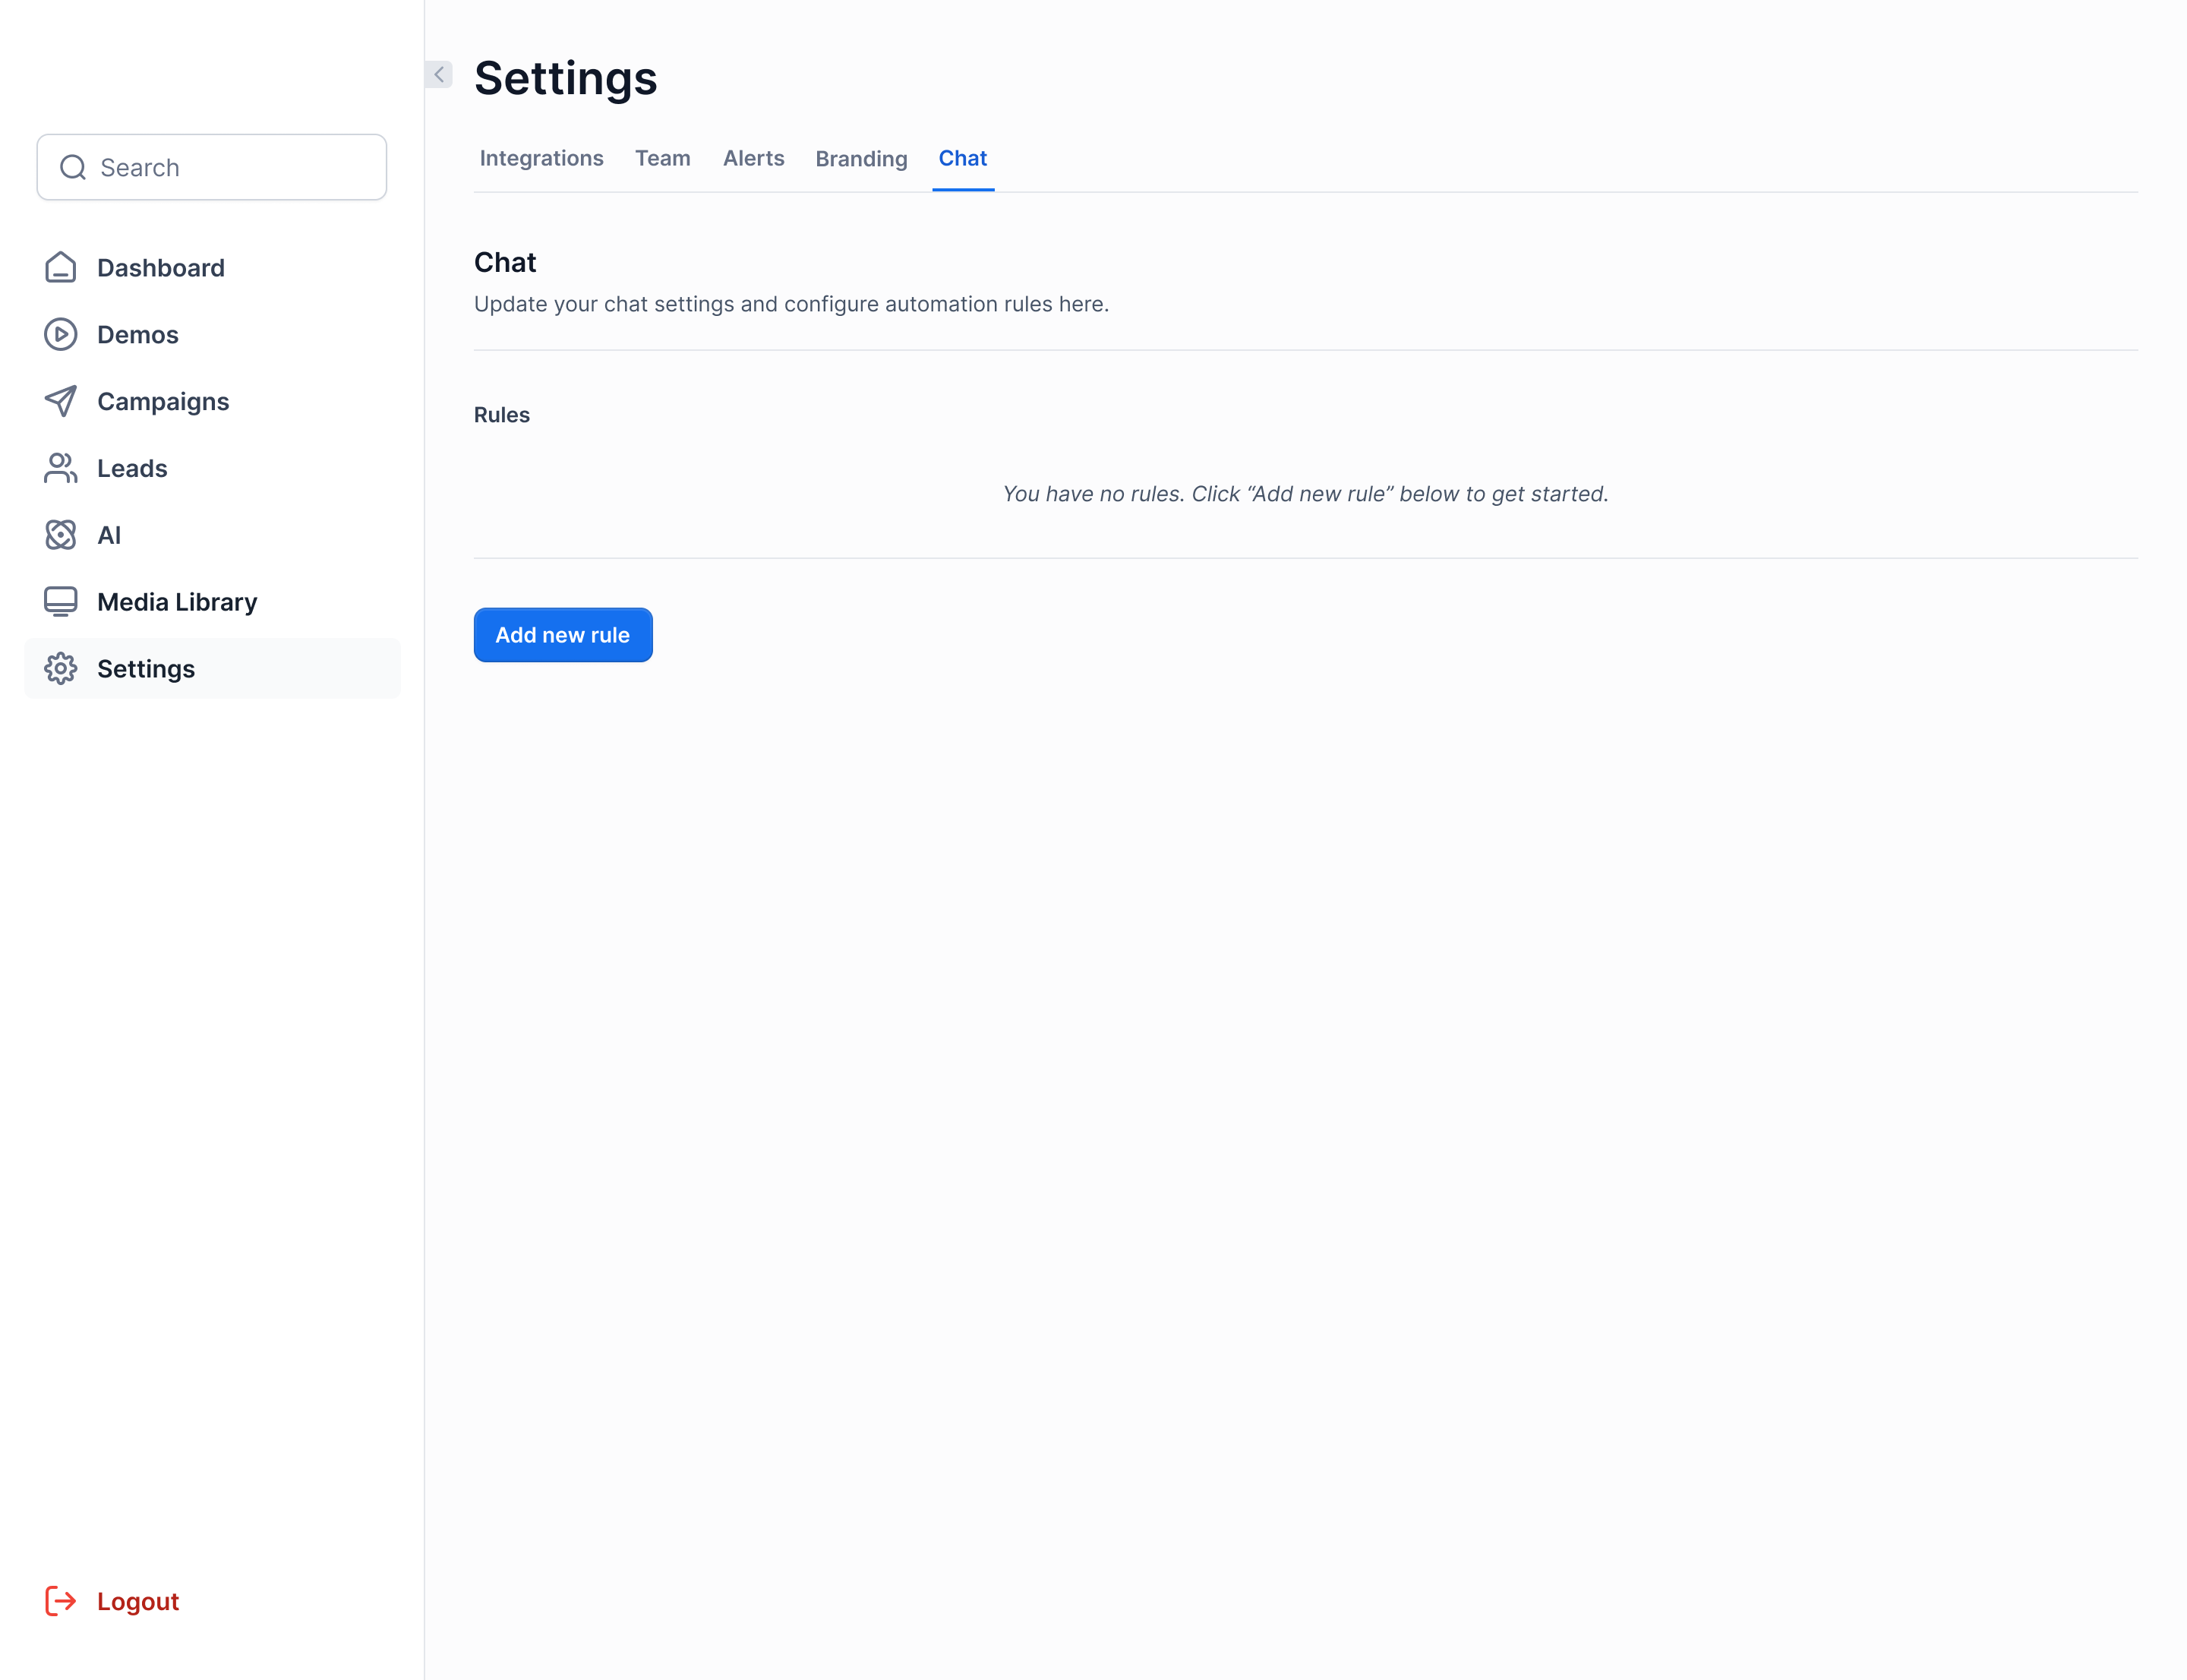 Search
Dashboard
Demos
Campaigns
Leads
AI
Media Library
Settings
Logout
Settings
Integrations Team Alerts Branding Chat
Chat
Update your chat settings and configure automation rules here.
Rules
You have no rules. Click “Add new rule” below to get started.
Add new rule